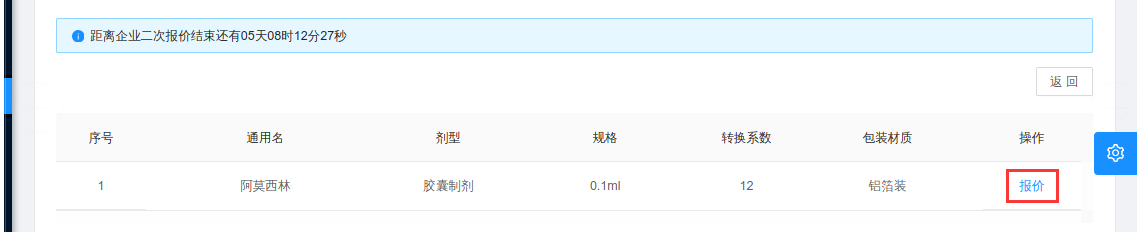 距离企业二次报价结束还有05天08时12分27秒
返 回
序号 通用名 剂型 规格 转换系数 包装材质 操作
1 阿莫西林 胶囊制剂 0.1ml 12 铝箔装 报价